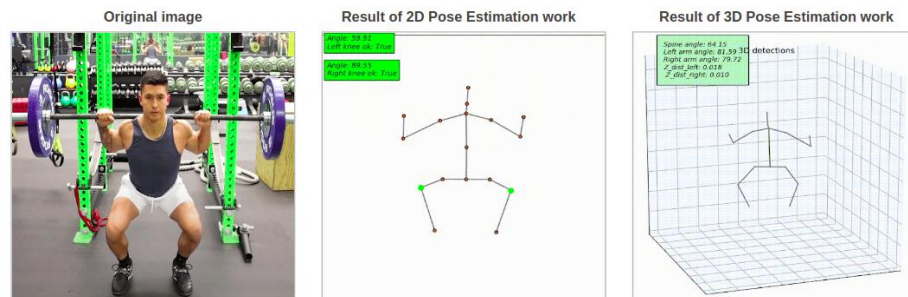 Original image
Result of 2D Pose Estimation work
Result of 3D Pose Estimation work
Angle: 59.91
Left knee ok: True
Angle: 89.55
Right knee ok: True
Spine angle: 64.15
Left arm angle: 81.59
3D detections
Right arm angle: 79.72
Z_dist_left: 0.018
Z_dist_right: 0.010